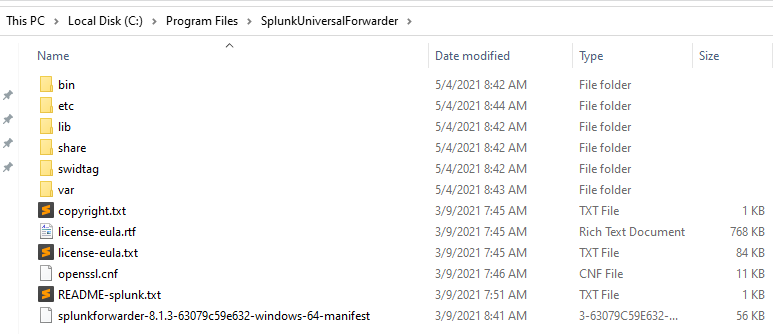 This PC > Local Disk (C:) > Program Files > SplunkUniversalForwarder >
Name Date modified Type Size
bin 5/4/2021 8:42 AM File folder
etc 5/4/2021 8:44 AM File folder
lib 5/4/2021 8:42 AM File folder
share 5/4/2021 8:42 AM File folder
swidtag 5/4/2021 8:42 AM File folder
var 5/4/2021 8:43 AM File folder
copyright.txt 3/9/2021 7:45 AM TXT File 1 KB
license-eula.rtf 3/9/2021 7:45 AM Rich Text Document 768 KB
license-eula.txt 3/9/2021 7:45 AM TXT File 84 KB
openssl.cnf 3/9/2021 7:46 AM CNF File 11 KB
README-splunk.txt 3/9/2021 7:51 AM TXT File 1 KB
splunkforwarder-8.1.3-63079c59e632-windows-64-manifest 3/9/2021 8:41 AM 3-63079C59E632-... 56 KB